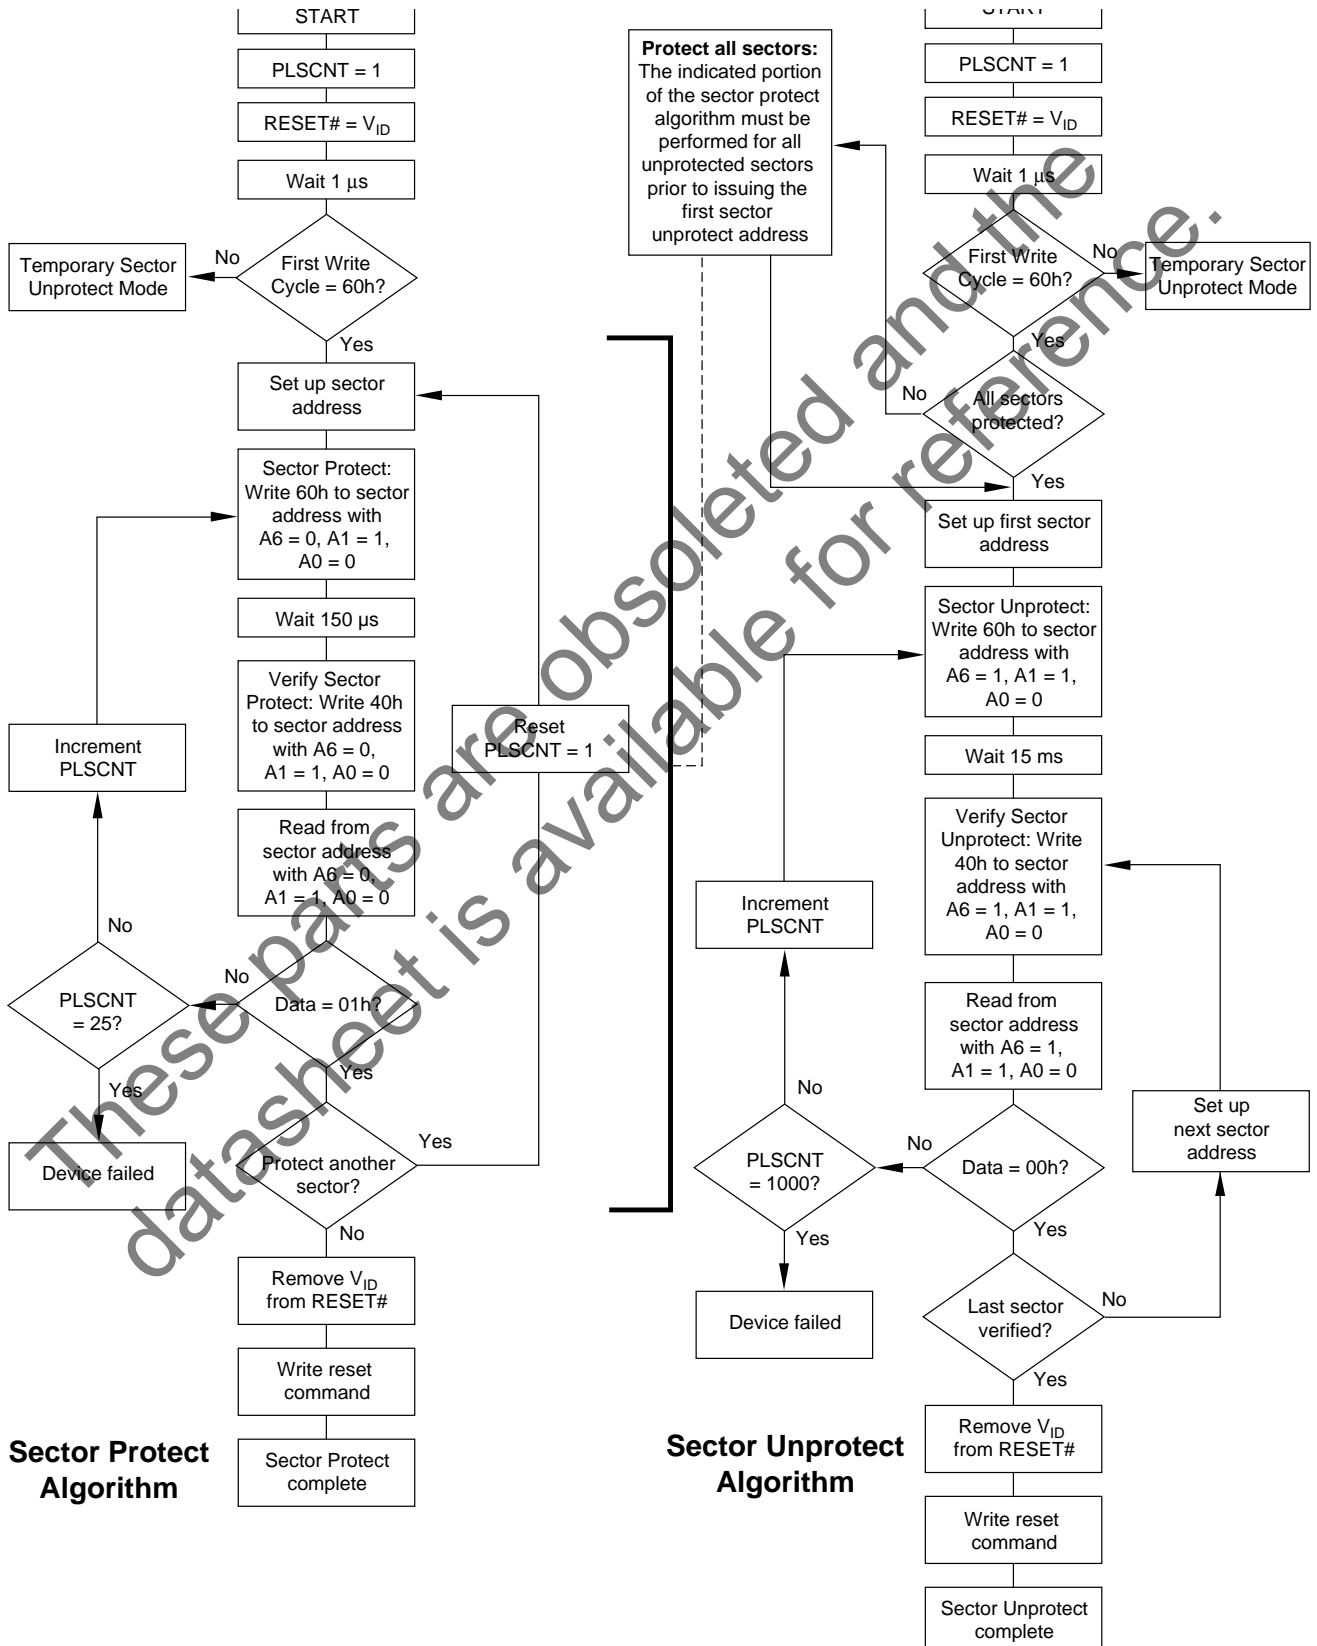 START
PLSCNT = 1
RESET# = VID
Wait 1 μs
First Write
Cycle = 60h?
No
Temporary Sector
Unprotect Mode
Yes
Set up sector
address
Sector Protect:
Write 60h to sector
address with
A6 = 0, A1 = 1,
A0 = 0
Wait 150 µs
Verify Sector
Protect: Write 40h
to sector address
with A6 = 0,
A1 = 1, A0 = 0
Reset
PLSCNT = 1
Increment
PLSCNT
Read from
sector address
with A6 = 0,
A1 = 1, A0 = 0
No
No
PLSCNT
= 25?
Data = 01h?
Yes
Yes
Device failed
Protect another
sector?
Yes
No
Remove VID
from RESET#
Write reset
command
Sector Protect
complete
Sector Protect
Algorithm
Protect all sectors:
The indicated portion
of the sector protect
algorithm must be
performed for all
unprotected sectors
prior to issuing the
first sector
unprotect address
START
PLSCNT = 1
RESET# = VID
Wait 1 μs
First Write
Cycle = 60h?
No
Temporary Sector
Unprotect Mode
Yes
No
All sectors
protected?
Yes
Set up first sector
address
Sector Unprotect:
Write 60h to sector
address with
A6 = 1, A1 = 1,
A0 = 0
Wait 15 ms
Verify Sector
Unprotect: Write
40h to sector
address with
A6 = 1, A1 = 1,
A0 = 0
Increment
PLSCNT
Read from
sector address
with A6 = 1,
A1 = 1, A0 = 0
No
Set up
next sector
address
No
PLSCNT
= 1000?
Data = 00h?
Yes
Yes
Device failed
Last sector
verified?
No
Yes
Remove VID
from RESET#
Write reset
command
Sector Unprotect
complete
Sector Unprotect
Algorithm
These parts are obsoleted and the
datasheet is available for reference.